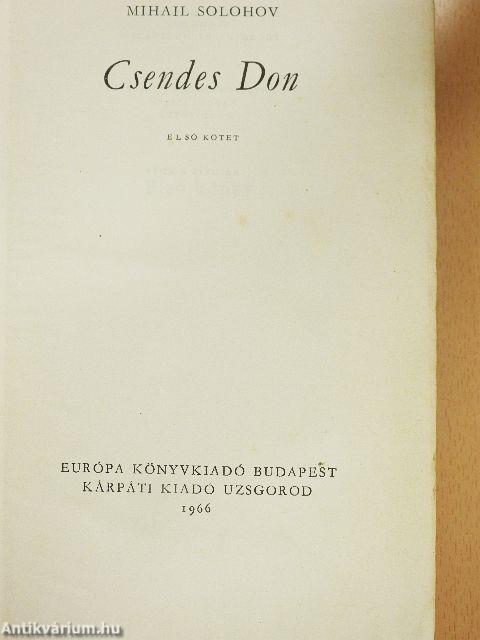 MIHAIL SOLOHOV
Csendes Don
ELSŐ KÖTET
EURÓPA KÖNYVKIADÓ BUDAPEST
KÁRPÁTI KIADÓ UZSGOROD
1966
Antikvárium.hu